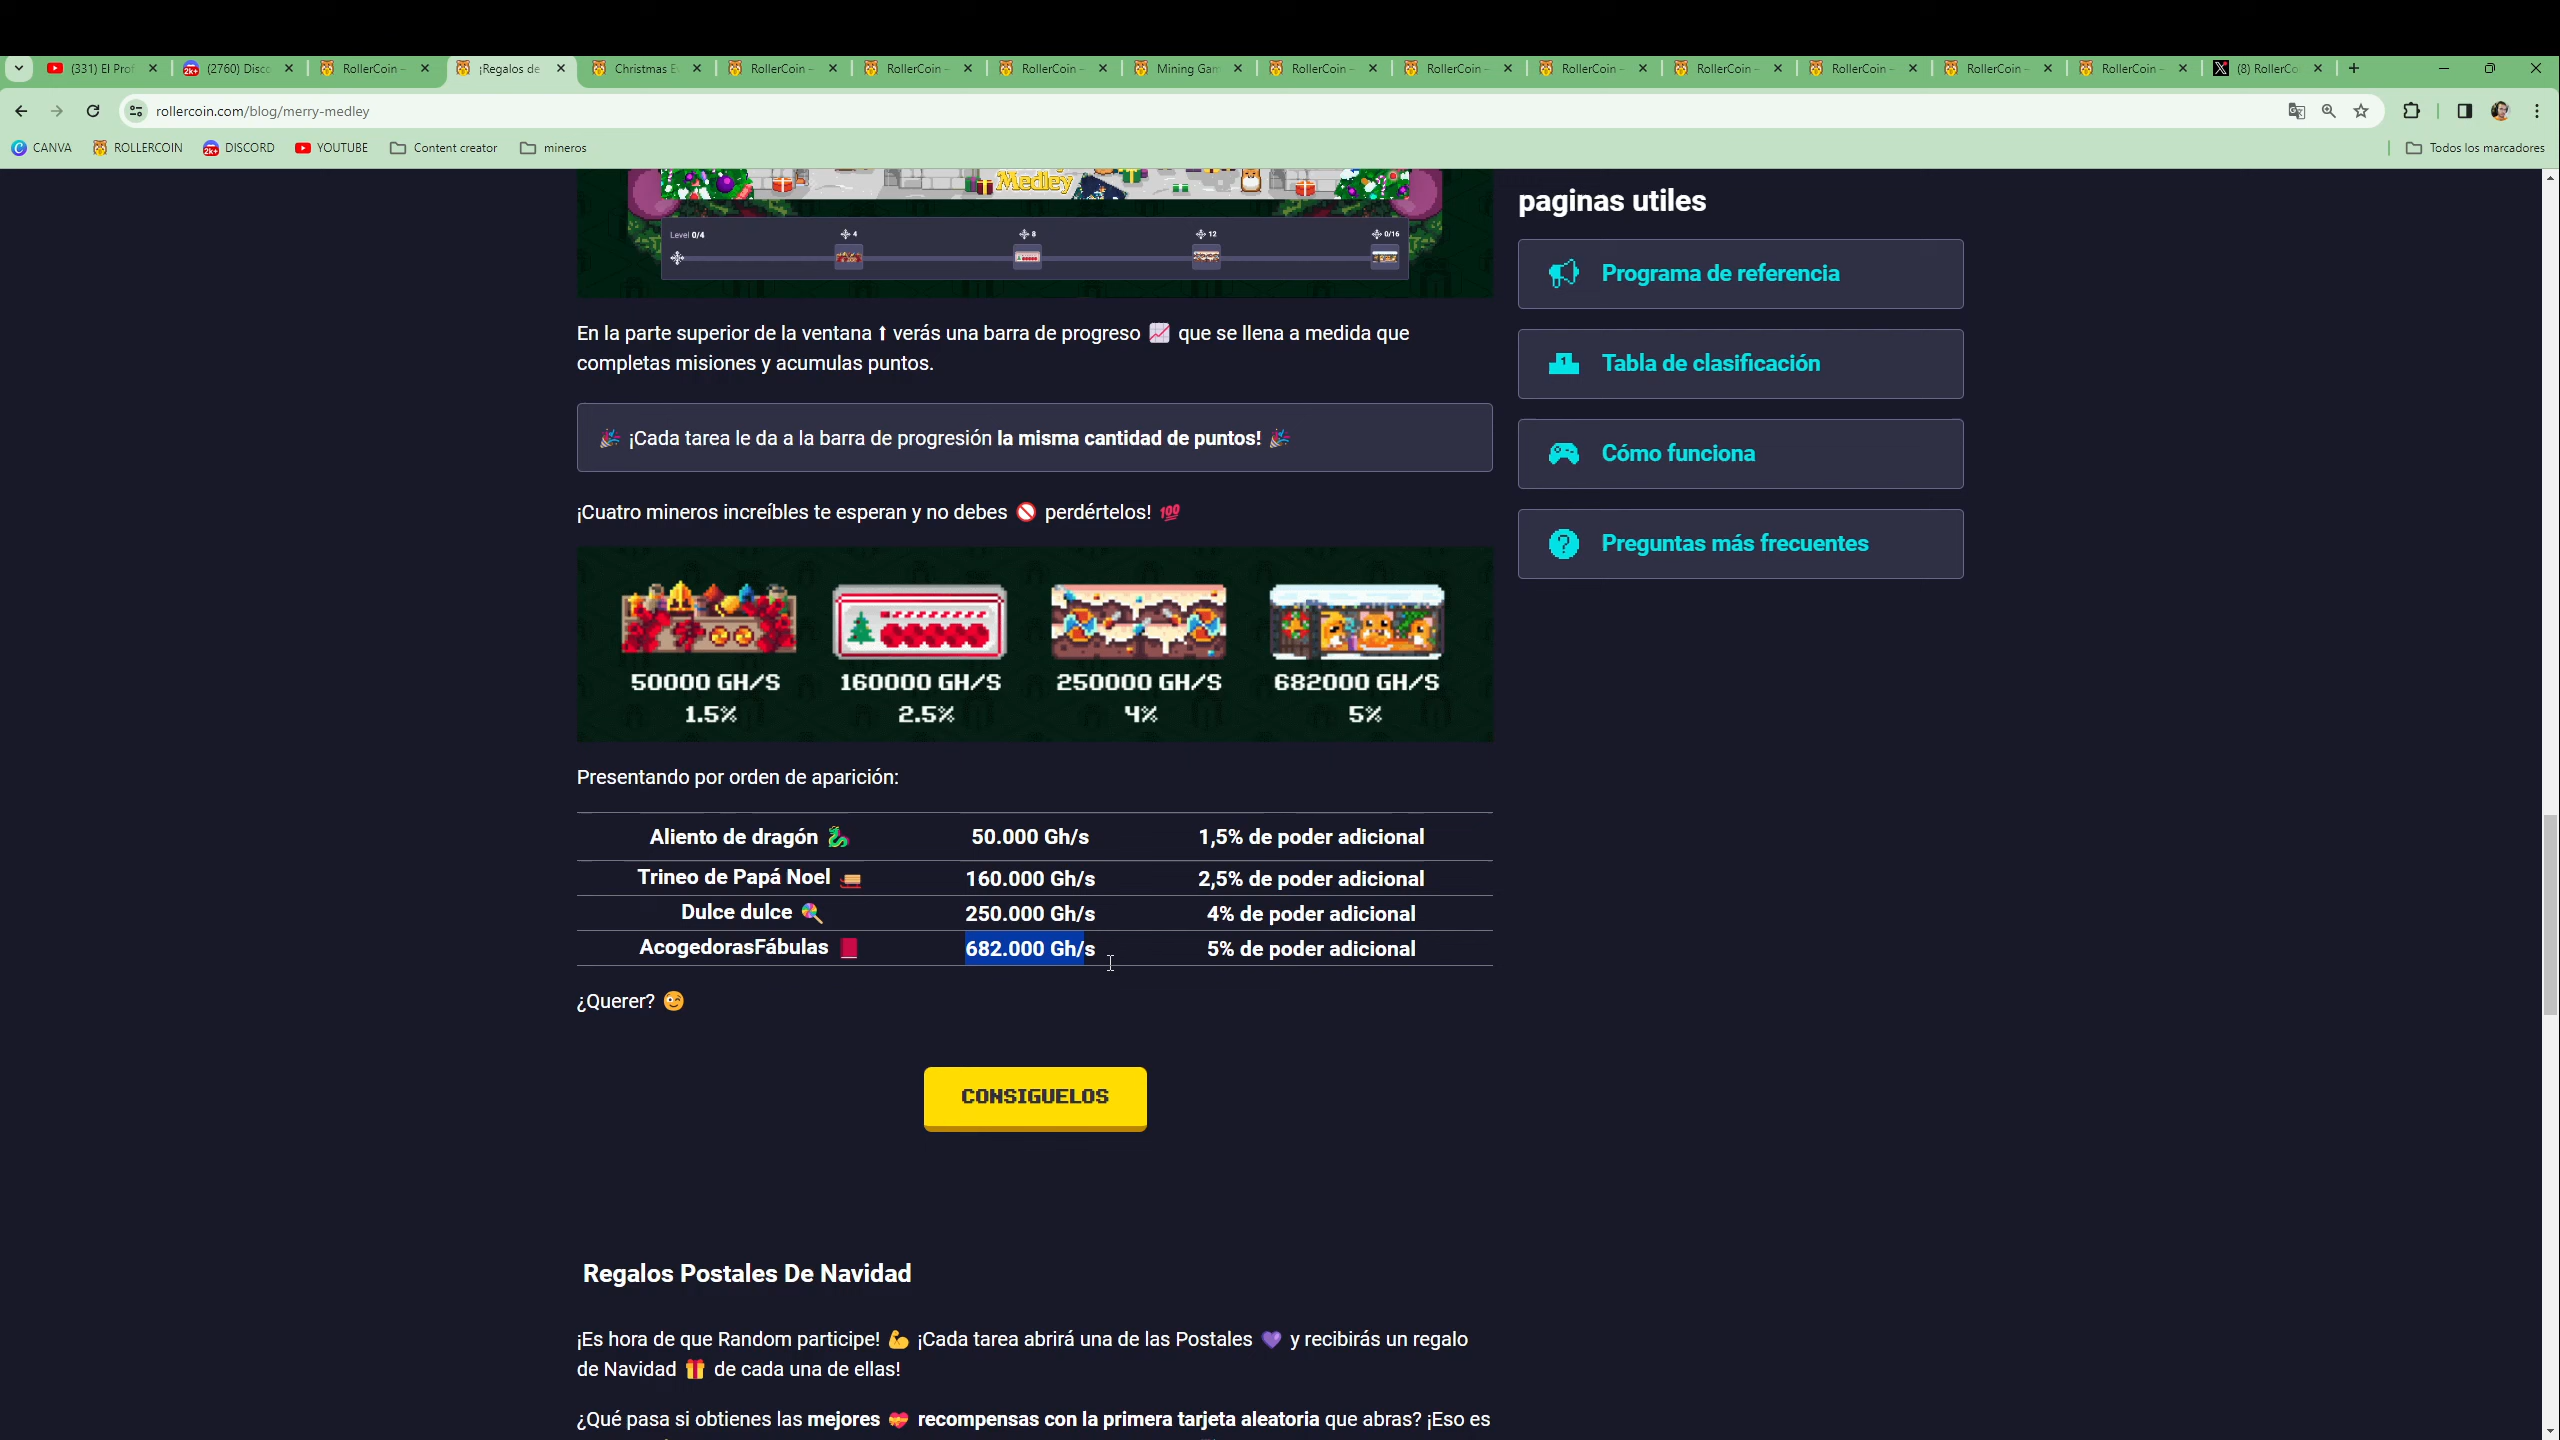 (331) El Prof
(2760) Disco
RollerCoin -
¡Regalos de
Christmas E
RollerCoin -
RollerCoin -
RollerCoin -
Mining Gam
RollerCoin -
RollerCoin -
RollerCoin -
RollerCoin -
RollerCoin -
RollerCoin -
RollerCoin -
(8) RollerCo
rollercoin.com/blog/merry-medley
CANVA
ROLLERCOIN
DISCORD
YOUTUBE
Content creator
mineros
Todos los marcadores
Medley
Level 0/4
4
8
12
0/16
En la parte superior de la ventana ⬆ verás una barra de progreso 📈 que se llena a medida que
completas misiones y acumulas puntos.
🎉 ¡Cada tarea le da a la barra de progresión la misma cantidad de puntos! 🎉
¡Cuatro mineros increíbles te esperan y no debes 🚫 perdértelos! 💯
50000 GH/S
160000 GH/S
250000 GH/S
682000 GH/S
1.5%
2.5%
4%
5%
Presentando por orden de aparición:
Aliento de dragón 🐉 50.000 Gh/s 1,5% de poder adicional
Trineo de Papá Noel 🛷 160.000 Gh/s 2,5% de poder adicional
Dulce dulce 🍭 250.000 Gh/s 4% de poder adicional
AcogedorasFábulas 📕 682.000 Gh/s 5% de poder adicional
¿Querer? 😉
CONSIGUELOS
Regalos Postales De Navidad
¡Es hora de que Random participe! 💪 ¡Cada tarea abrirá una de las Postales 💜 y recibirás un regalo
de Navidad 🎁 de cada una de ellas!
¿Qué pasa si obtienes las mejores 💝 recompensas con la primera tarjeta aleatoria que abras? ¡Eso es
paginas utiles
Programa de referencia
Tabla de clasificación
Cómo funciona
Preguntas más frecuentes